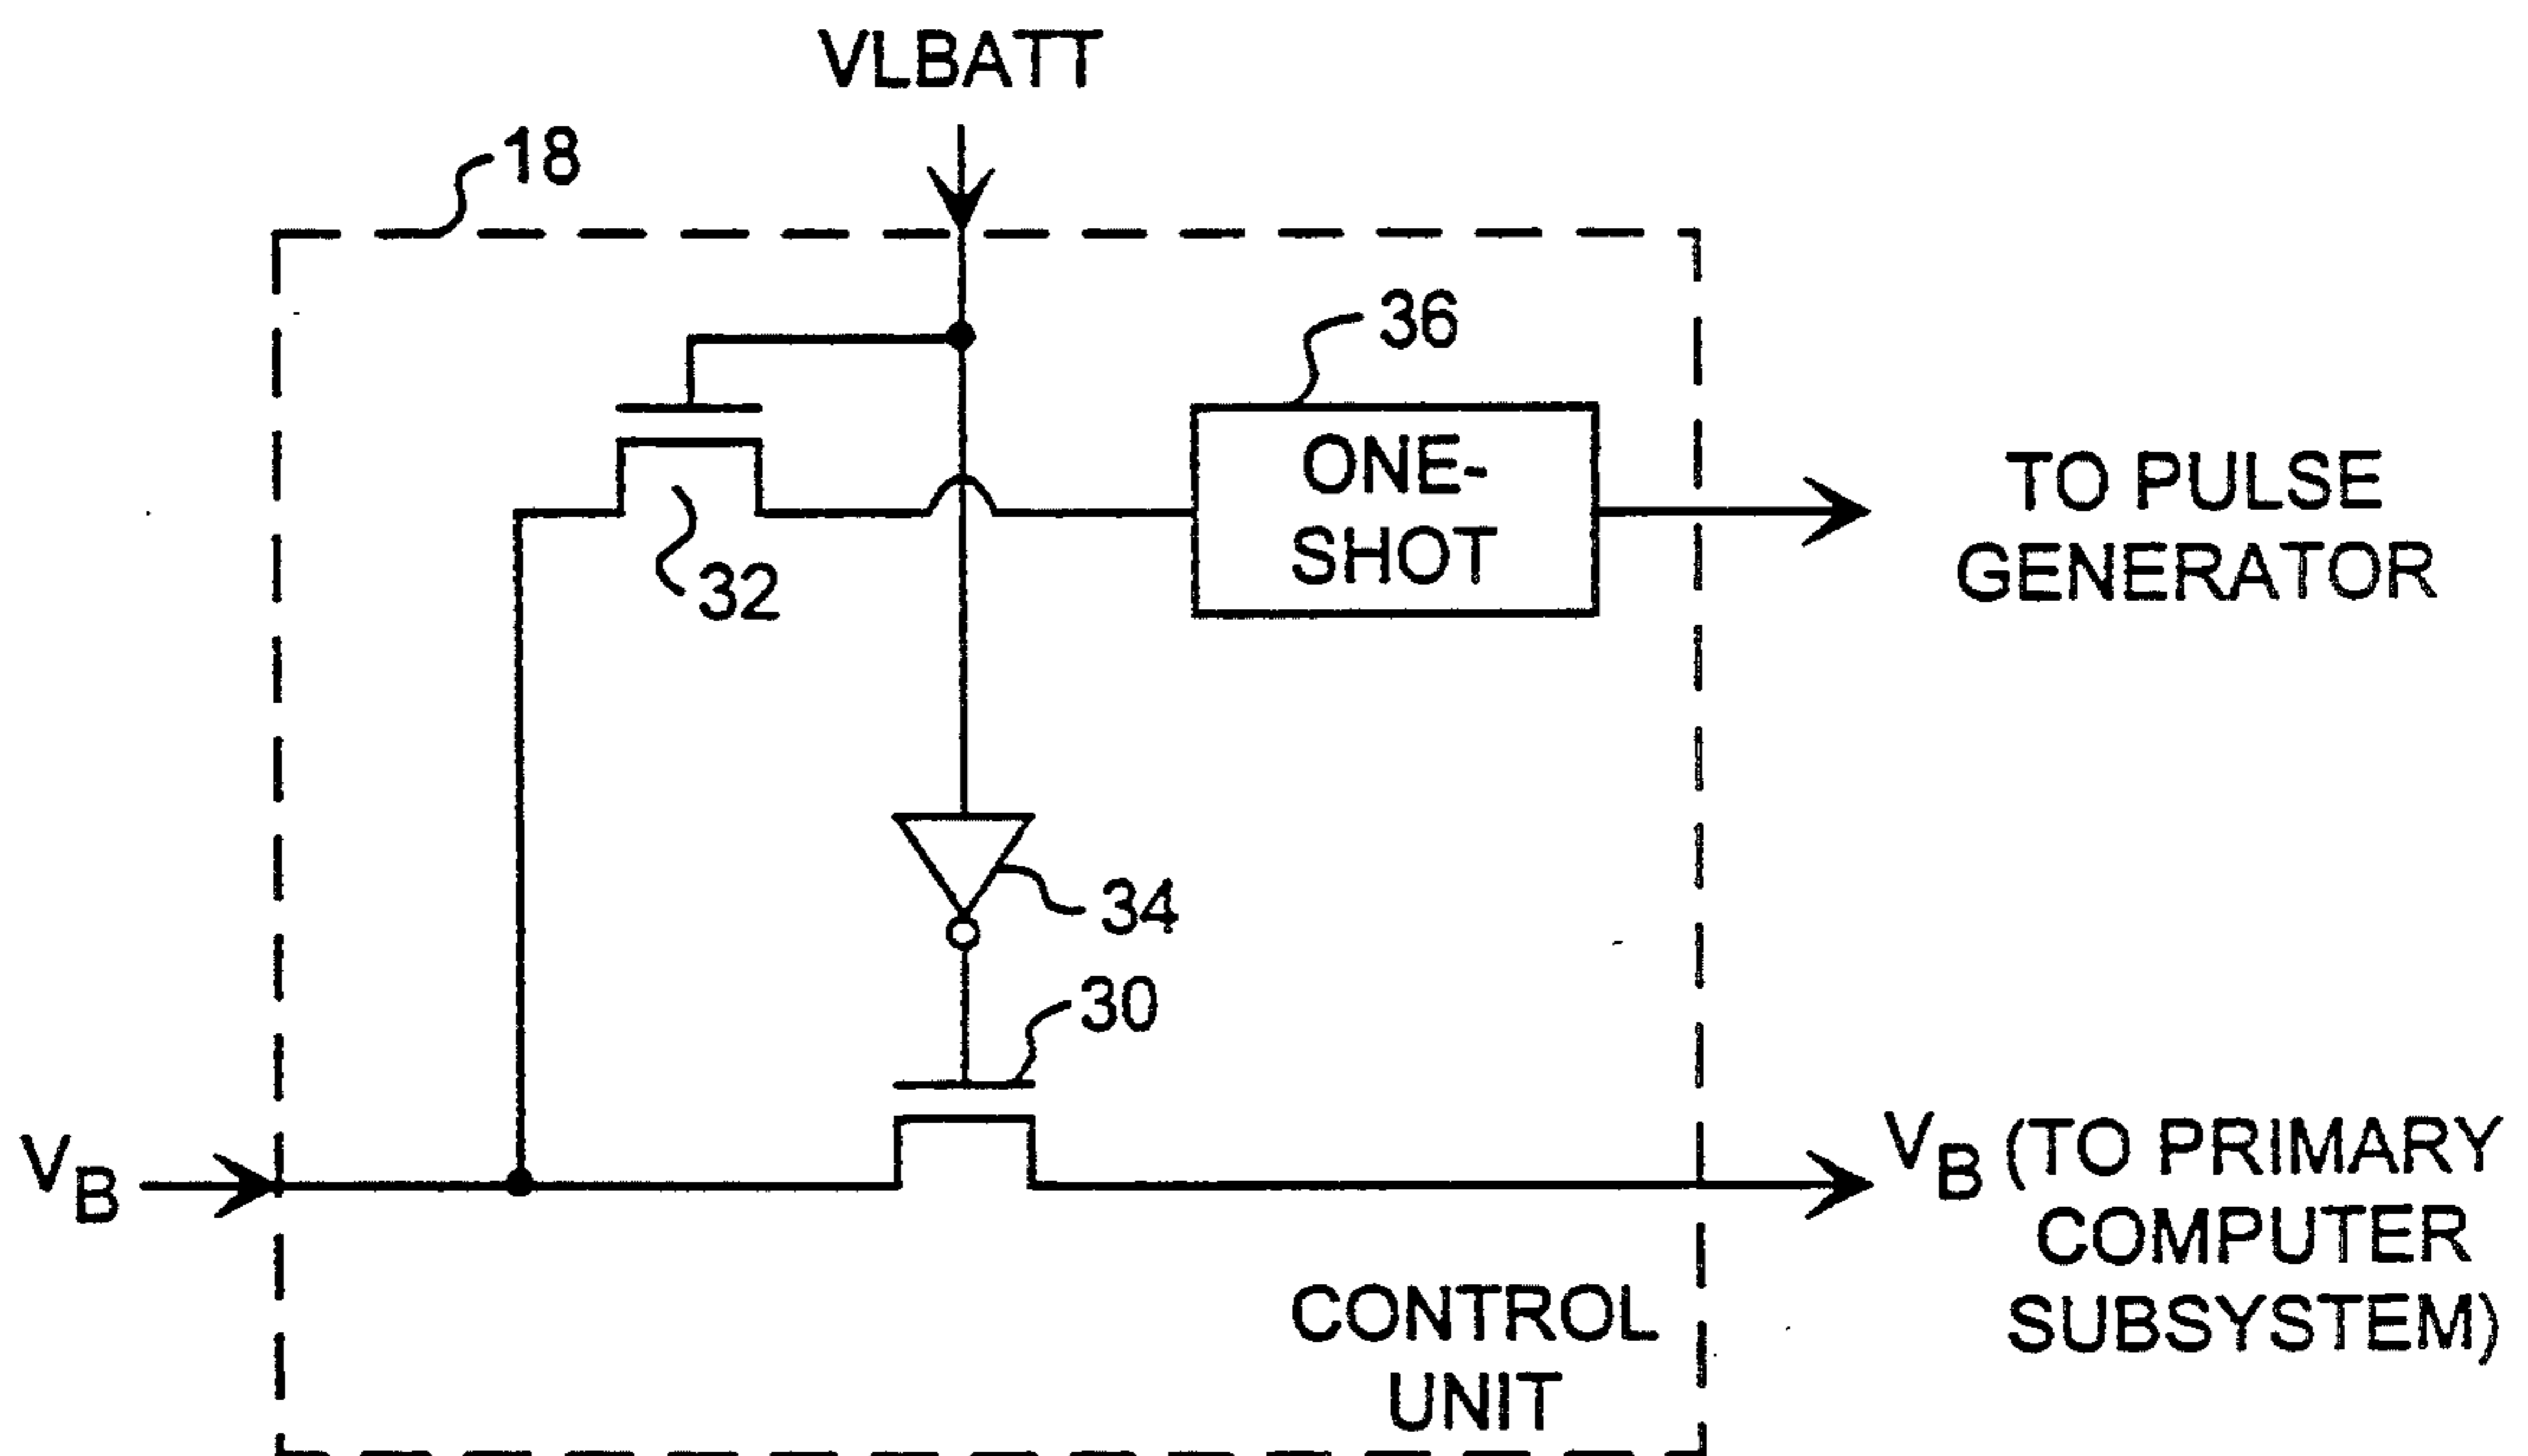 VLBATT
18
36
ONE-
SHOT
TO PULSE
GENERATOR
32
34
30
VB
VB (TO PRIMARY
COMPUTER
SUBSYSTEM)
CONTROL
UNIT